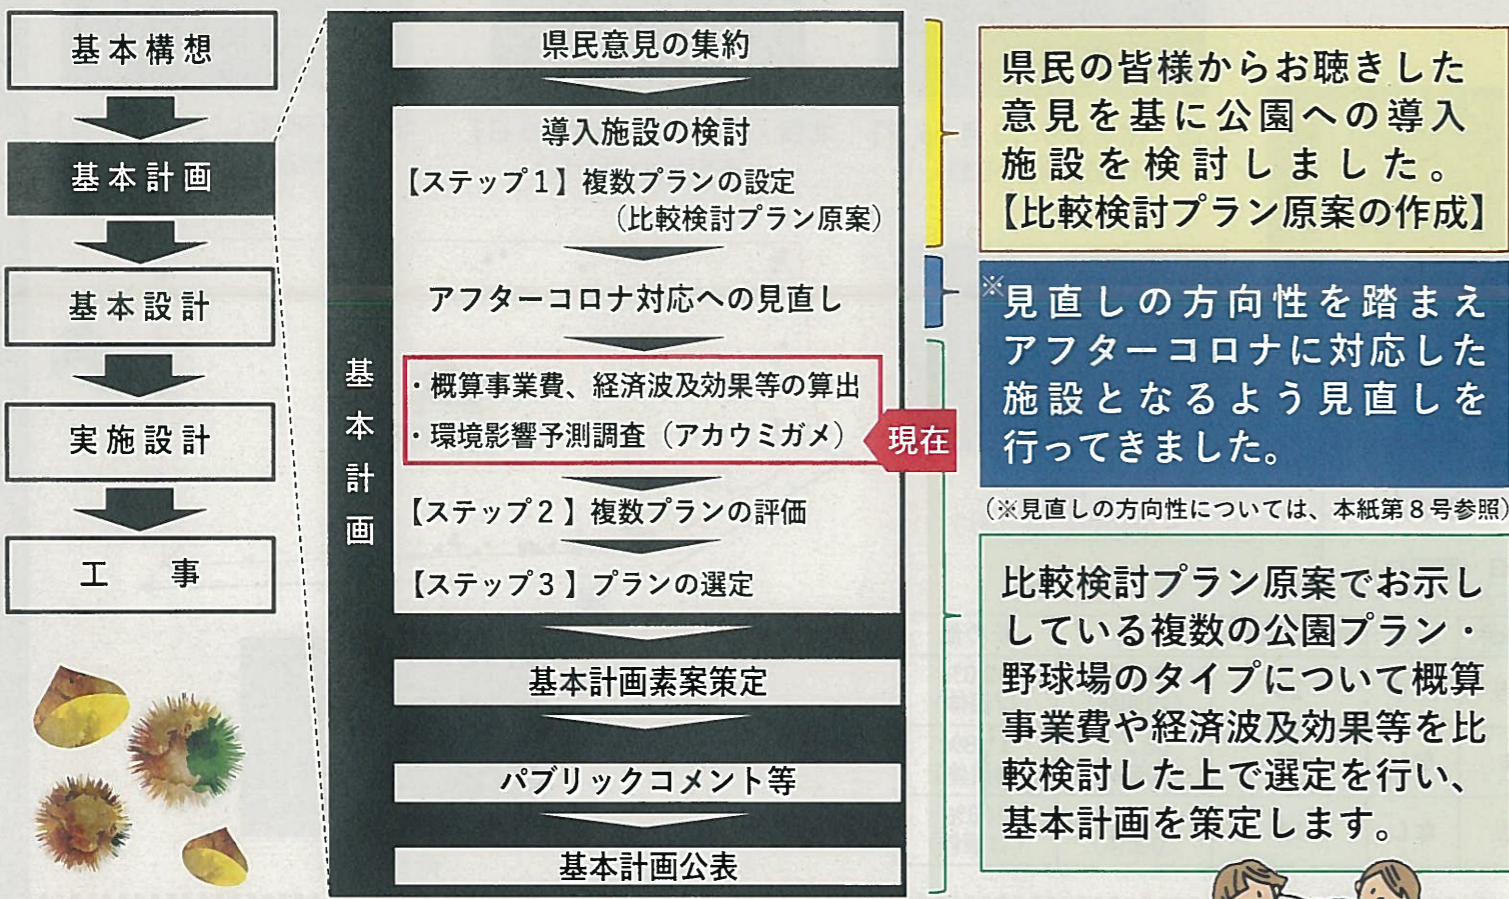 基本構想
基本計画
基本設計
実施設計
工　事
基本計画
県民意見の集約
導入施設の検討
【ステップ１】複数プランの設定
（比較検討プラン原案）
アフターコロナ対応への見直し
・概算事業費、経済波及効果等の算出
・環境影響予測調査（アカウミガメ）
現在
【ステップ２】複数プランの評価
【ステップ３】プランの選定
基本計画素案策定
パブリックコメント等
基本計画公表
県民の皆様からお聴きした
意見を基に公園への導入
施設を検討しました。
【比較検討プラン原案の作成】
※見直しの方向性を踏まえ
アフターコロナに対応した
施設となるよう見直しを
行ってきました。
（※見直しの方向性については、本紙第８号参照）
比較検討プラン原案でお示し
している複数の公園プラン・
野球場のタイプについて概算
事業費や経済波及効果等を比
較検討した上で選定を行い、
基本計画を策定します。